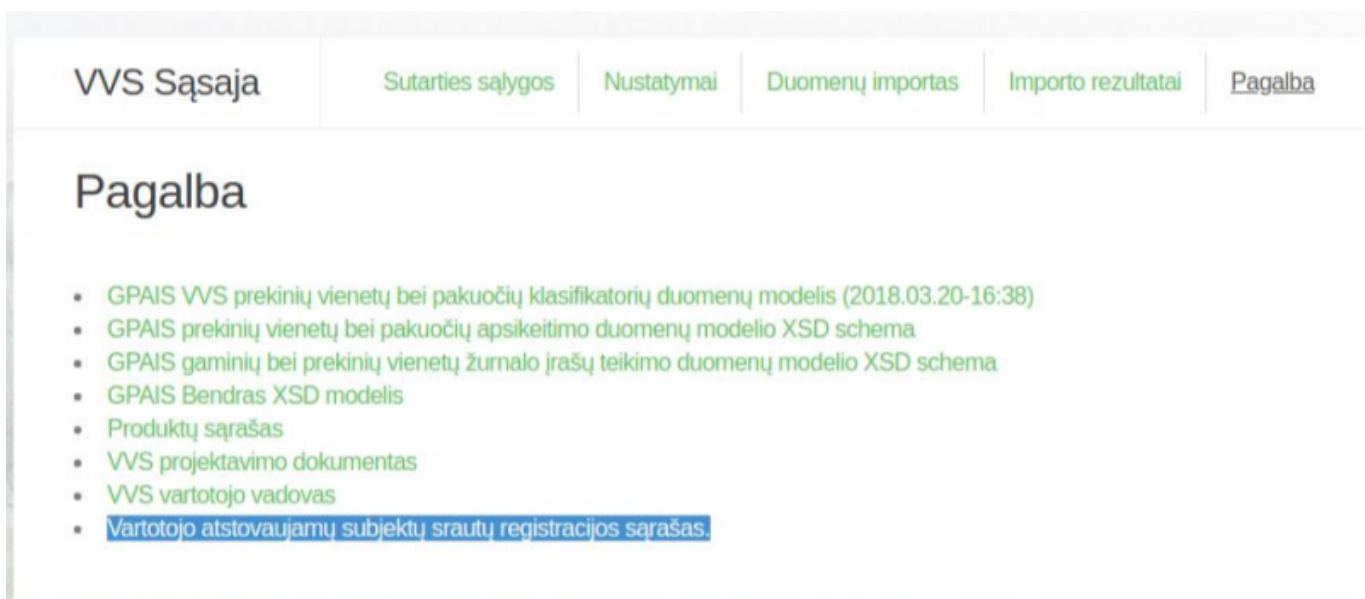 VVS Sąsaja
Sutarties sąlygos
Nustatymai
Duomenų importas
Importo rezultatai
Pagalba
Pagalba
GPAIS VVS prekinių vienetų bei pakuočių klasifikatorių duomenų modelis (2018.03.20-16:38)
GPAIS prekinių vienetų bei pakuočių apsikeitimo duomenų modelio XSD schema
GPAIS gaminių bei prekinių vienetų žurnalo įrašų teikimo duomenų modelio XSD schema
GPAIS Bendras XSD modelis
Produktų sąrašas
VVS projektavimo dokumentas
VVS vartotojo vadovas
Vartotojo atstovaujamų subjektų srautų registracijos sąrašas.